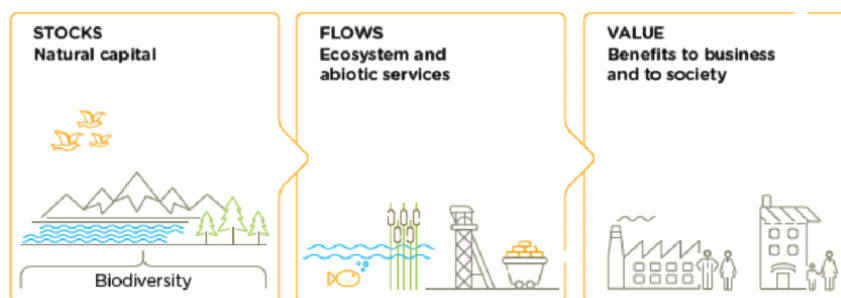 STOCKS
Natural capital
Biodiversity
FLOWS
Ecosystem and
abiotic services
VALUE
Benefits to business
and to society